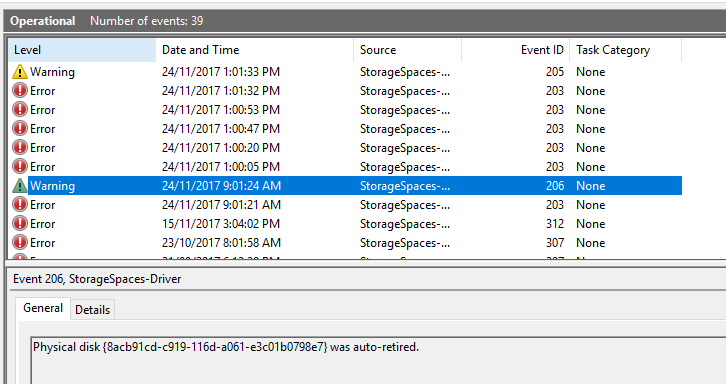 Operational Number of events: 39
Level Date and Time Source Event ID Task Category
Warning 24/11/2017 1:01:33 PM StorageSpaces-... 205 None
Error 24/11/2017 1:01:32 PM StorageSpaces-... 203 None
Error 24/11/2017 1:00:53 PM StorageSpaces-... 203 None
Error 24/11/2017 1:00:47 PM StorageSpaces-... 203 None
Error 24/11/2017 1:00:20 PM StorageSpaces-... 203 None
Error 24/11/2017 1:00:05 PM StorageSpaces-... 203 None
Warning 24/11/2017 9:01:24 AM StorageSpaces-... 206 None
Error 24/11/2017 9:01:21 AM StorageSpaces-... 203 None
Error 15/11/2017 3:04:02 PM StorageSpaces-... 312 None
Error 23/10/2017 8:01:58 AM StorageSpaces-... 307 None
Event 206, StorageSpaces-Driver
General Details
Physical disk {8acb91cd-c919-116d-a061-e3c01b0798e7} was auto-retired.